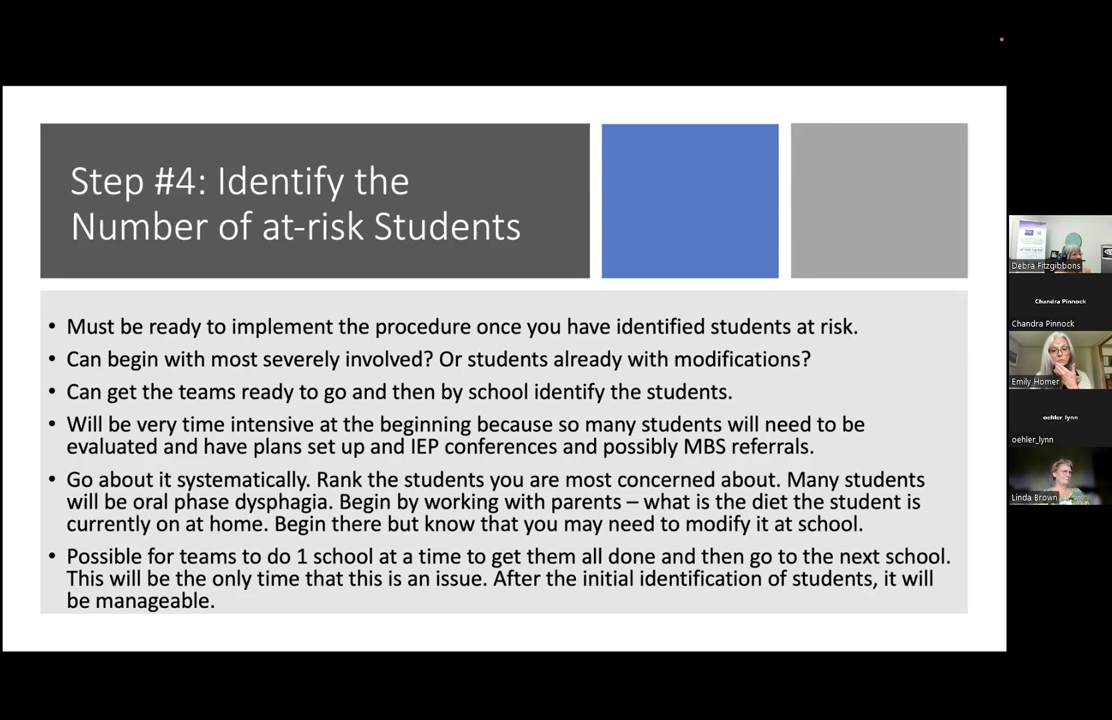 Step #4: Identify the
Number of at-risk Students
• Must be ready to implement the procedure once you have identified students at risk.
• Can begin with most severely involved? Or students already with modifications?
• Can get the teams ready to go and then by school identify the students.
• Will be very time intensive at the beginning because so many students will need to be
evaluated and have plans set up and IEP conferences and possibly MBS referrals.
• Go about it systematically. Rank the students you are most concerned about. Many students
will be oral phase dysphagia. Begin by working with parents – what is the diet the student is
currently on at home. Begin there but know that you may need to modify it at school.
• Possible for teams to do 1 school at a time to get them all done and then go to the next school.
This will be the only time that this is an issue. After the initial identification of students, it will
be manageable.
Debra Fitzgibbons
Chandra Pinnock
Chandra Pinnock
Emily Homer
oehler lynn
oehler_lynn
Linda Brown